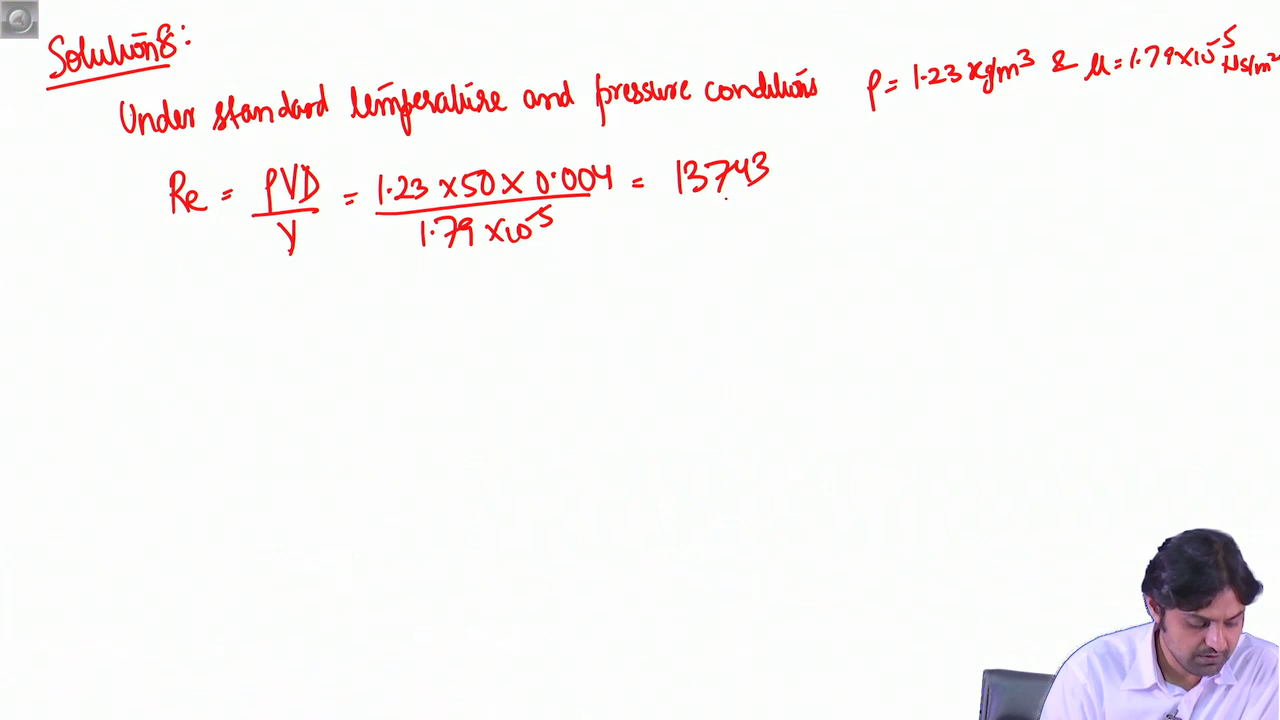 Solution:
Under standard temperature and pressure conditions ρ = 1.23 kg/m³ & μ = 1.79×10⁻⁵ Ns/m²
Re = ρVD/γ = 1.23 × 50 × 0.004 / 1.79 × 10⁻⁵ = 13743